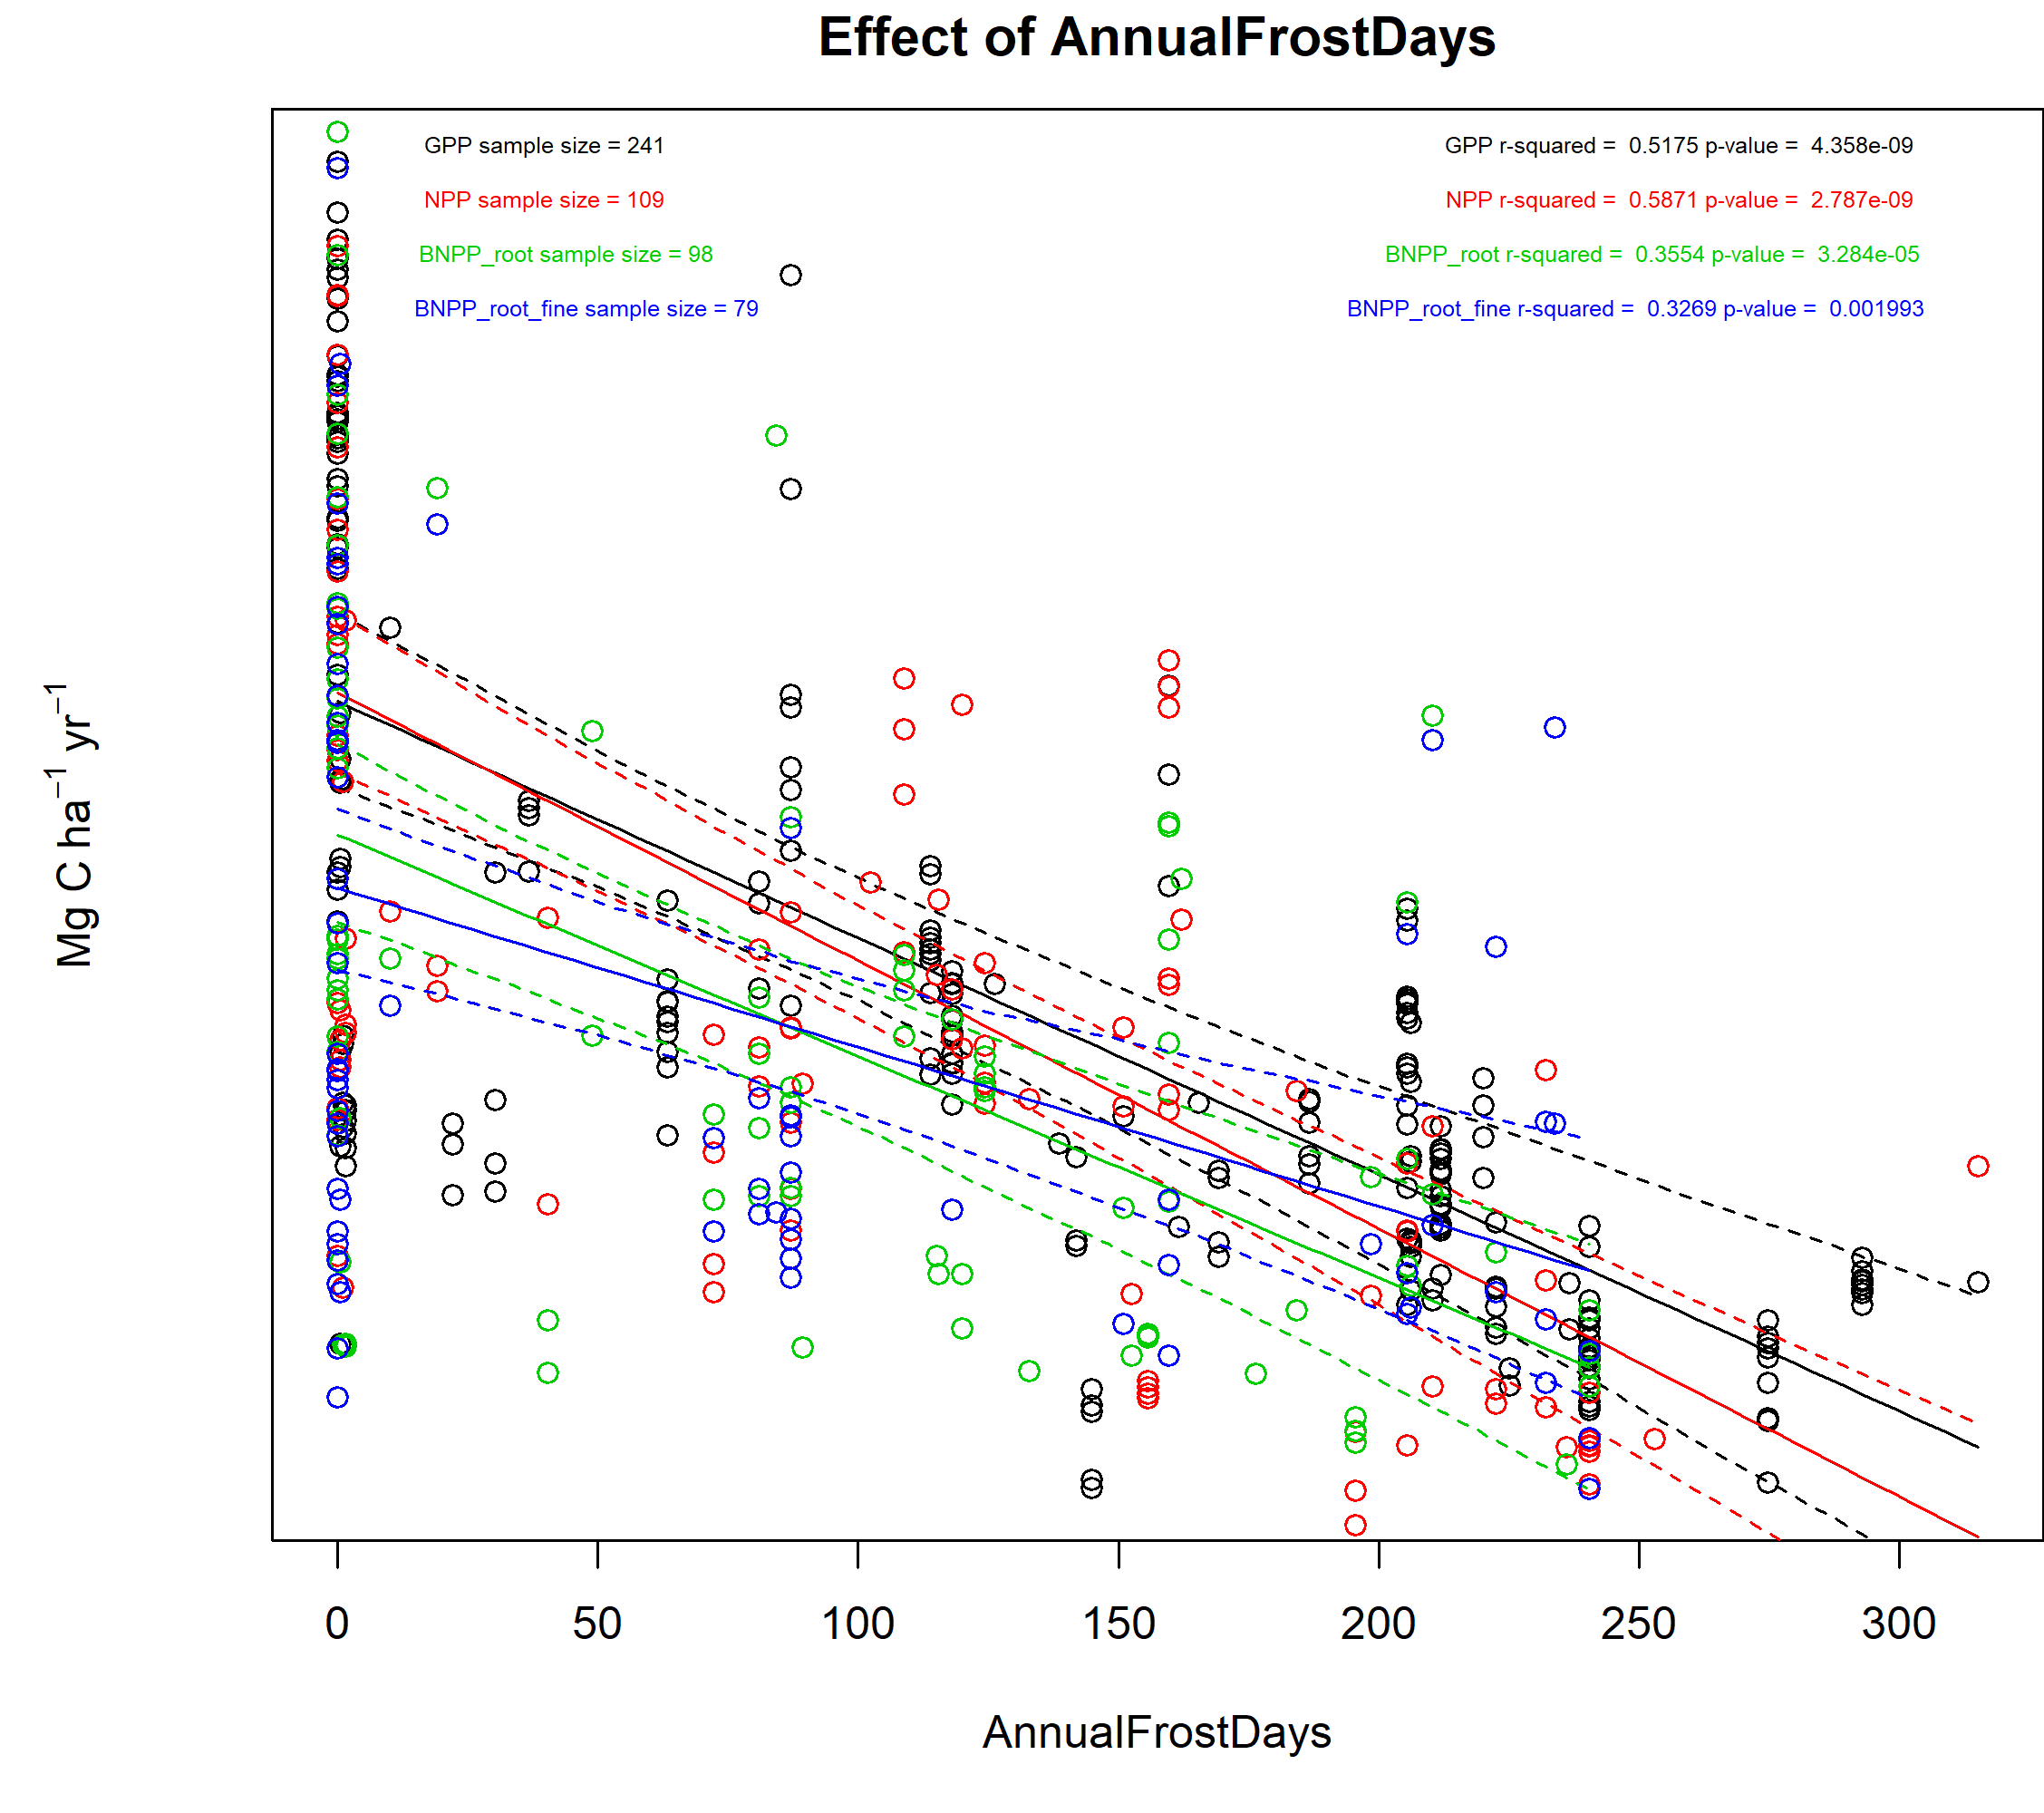 Effect of AnnualFrostDays
GPP sample size = 241
NPP sample size = 109
BNPP_root sample size = 98
BNPP_root_fine sample size = 79
GPP r-squared = 0.5175 p-value = 4.358e-09
NPP r-squared = 0.5871 p-value = 2.787e-09
BNPP_root r-squared = 0.3554 p-value = 3.284e-05
BNPP_root_fine r-squared = 0.3269 p-value = 0.001993
Mg C ha⁻¹ yr⁻¹
0 50 100 150 200 250 300
AnnualFrostDays